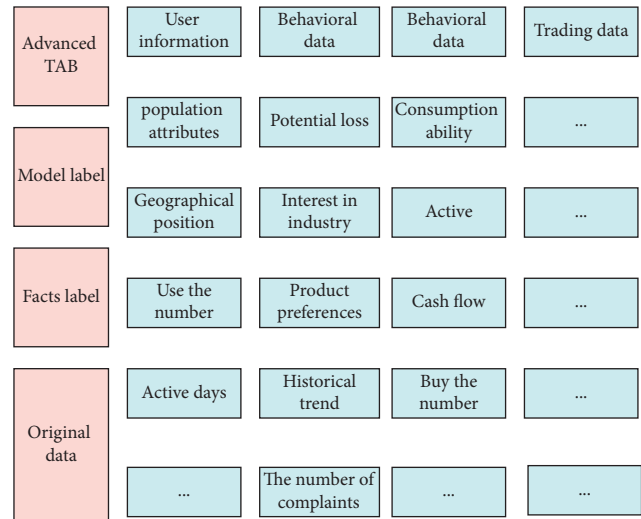 Advanced
TAB
User
information
Behavioral
data
Behavioral
data
Trading data
population
attributes
Potential loss
Consumption
ability
...
Model label
Geographical
position
Interest in
industry
Active
...
Facts label
Use the
number
Product
preferences
Cash flow
...
Original
data
Active days
Historical
trend
Buy the
number
...
...
The number of
complaints
...
...